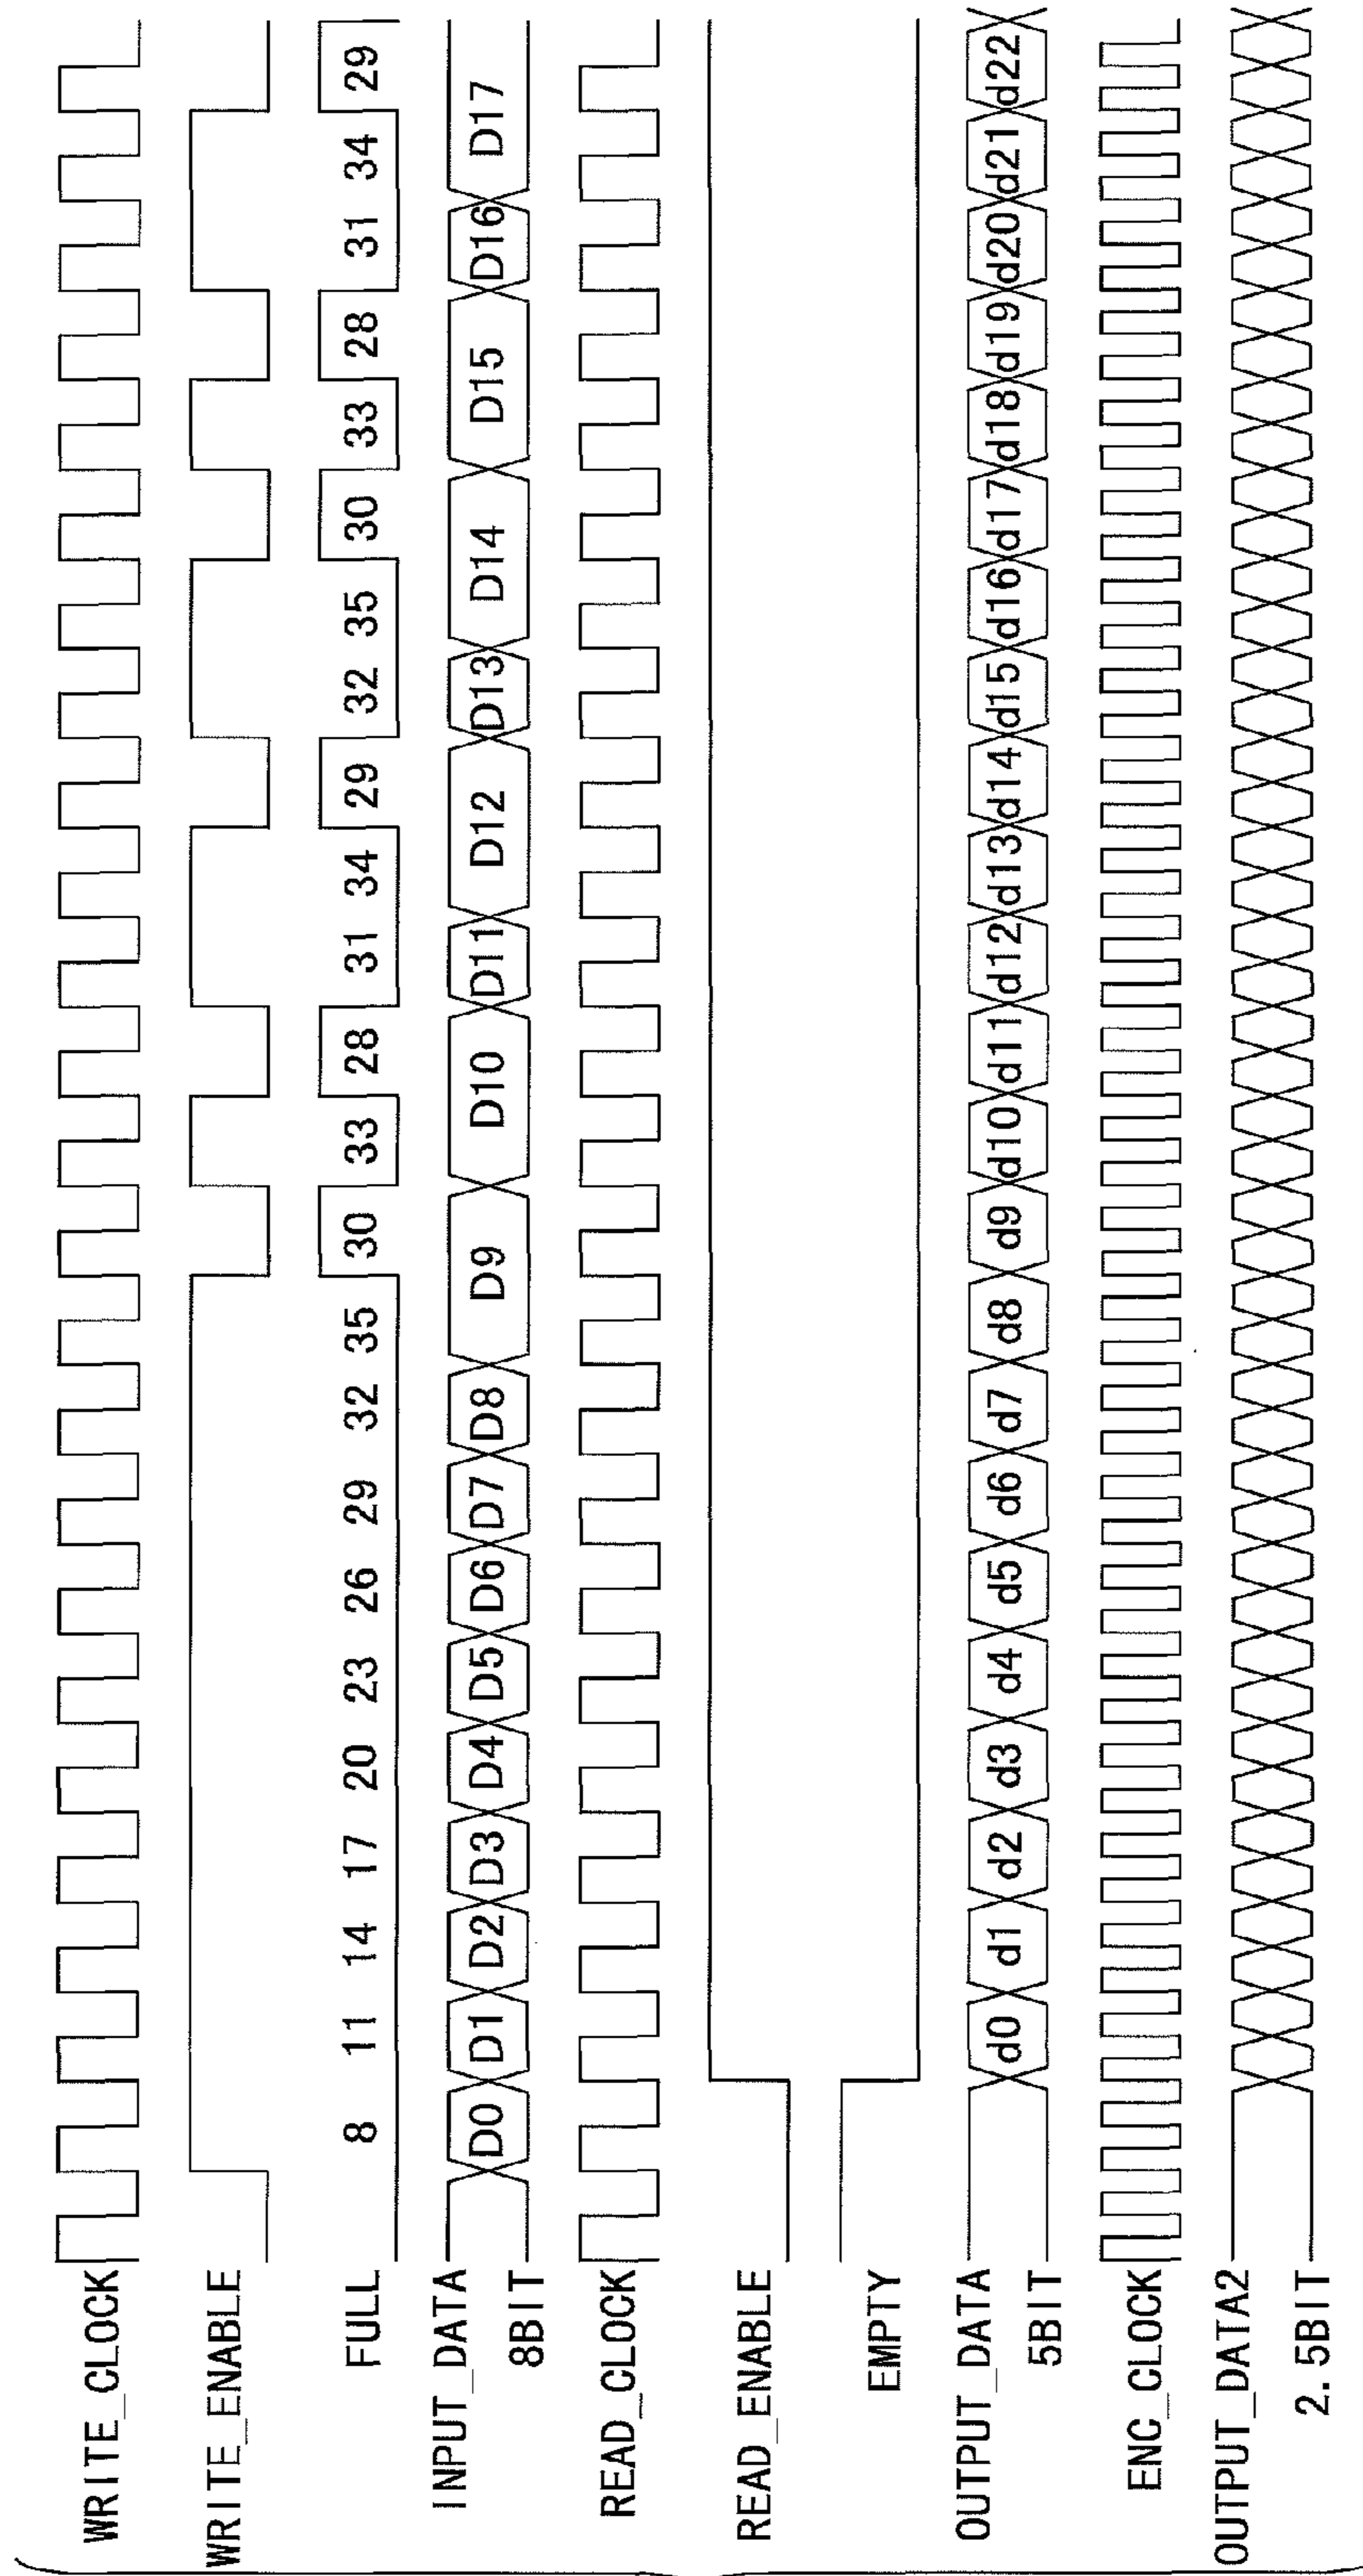 WRITE_CLOCK
WRITE_ENABLE
FULL 8 11 14 17 20 23 26 29 32 35 30 33 28 31 34 29 32 35 30 33 28 31 34 29
INPUT_DATA
8BIT D0 D1 D2 D3 D4 D5 D6 D7 D8 D9 D10 D11 D12 D13 D14 D15 D16 D17
READ_CLOCK
READ_ENABLE
EMPTY
OUTPUT_DATA
5BIT d0 d1 d2 d3 d4 d5 d6 d7 d8 d9 d10 d11 d12 d13 d14 d15 d16 d17 d18 d19 d20 d21 d22
ENC_CLOCK
OUTPUT_DATA2
2.5BIT